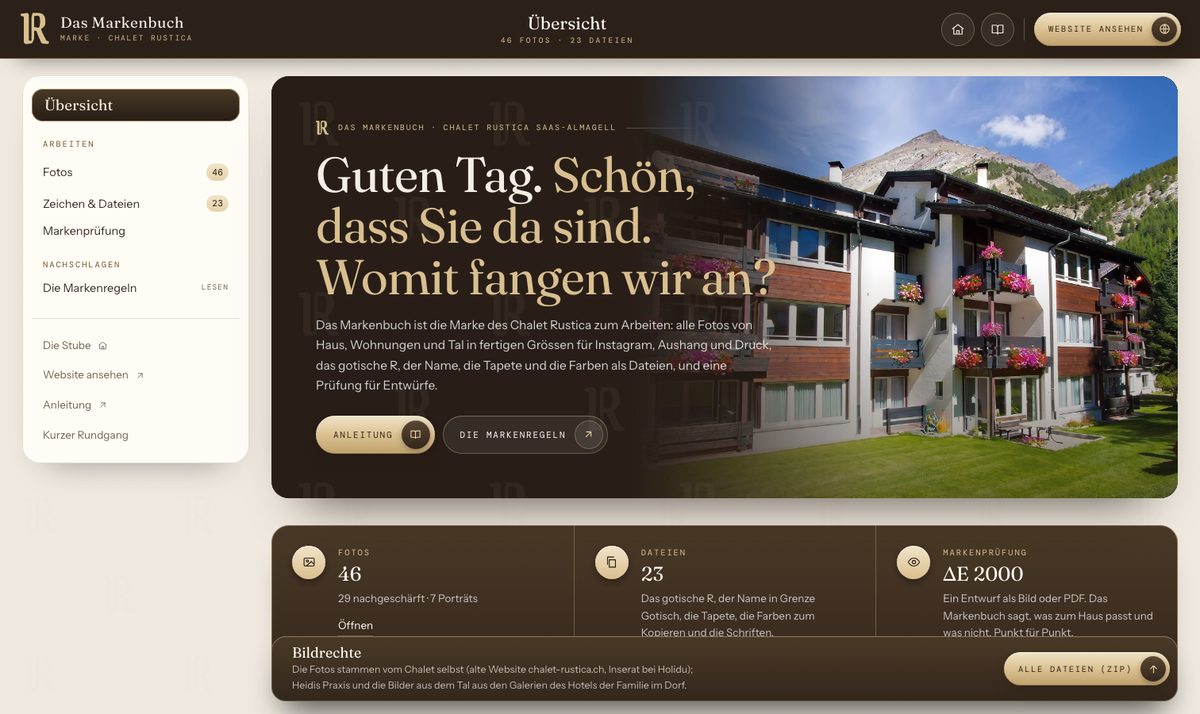 Das Markenbuch
MARKE · CHALET RUSTICA
Übersicht
46 FOTOS · 23 DATEIEN
WEBSITE ANSEHEN
Übersicht
ARBEITEN
Fotos 46
Zeichen & Dateien 23
Markenprüfung
NACHSCHLAGEN
Die Markenregeln LESEN
Die Stube
Website ansehen
Anleitung
Kurzer Rundgang
DAS MARKENBUCH · CHALET RUSTICA SAAS-ALMAGELL
Guten Tag. Schön,
dass Sie da sind.
Womit fangen wir an?
Das Markenbuch ist die Marke des Chalet Rustica zum Arbeiten: alle Fotos von
Haus, Wohnungen und Tal in fertigen Grössen für Instagram, Aushang und Druck,
das gotische R, der Name, die Tapete und die Farben als Dateien, und eine
Prüfung für Entwürfe.
ANLEITUNG
DIE MARKENREGELN
FOTOS
46
29 nachgeschärft · 7 Porträts
Öffnen
DATEIEN
23
Das gotische R, der Name in Grenze
Gotisch, die Tapete, die Farben zum
Kopieren und die Schriften.
MARKENPRÜFUNG
ΔE 2000
Ein Entwurf als Bild oder PDF. Das
Markenbuch sagt, was zum Haus passt und
was nicht. Punkt für Punkt.
Bildrechte
Die Fotos stammen vom Chalet selbst (alte Website chalet-rustica.ch, Inserat bei Holidu);
Heidis Praxis und die Bilder aus dem Tal aus den Galerien des Hotels der Familie im Dorf.
ALLE DATEIEN (ZIP)